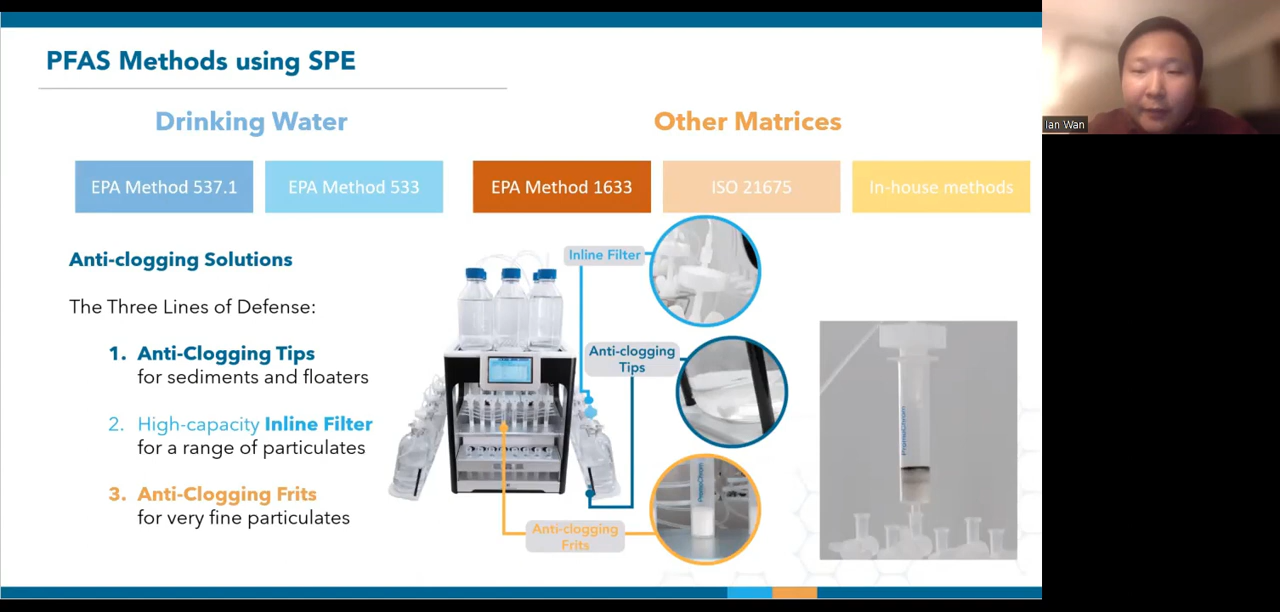 PFAS Methods using SPE
Drinking Water
Other Matrices
EPA Method 537.1
EPA Method 533
EPA Method 1633
ISO 21675
In-house methods
Anti-clogging Solutions
The Three Lines of Defense:
1. Anti-Clogging Tips
for sediments and floaters
2. High-capacity Inline Filter
for a range of particulates
3. Anti-Clogging Frits
for very fine particulates
Inline Filter
Anti-clogging
Tips
Anti-clogging
Frits
PromoChrom
PromoChrom
Ian Wan